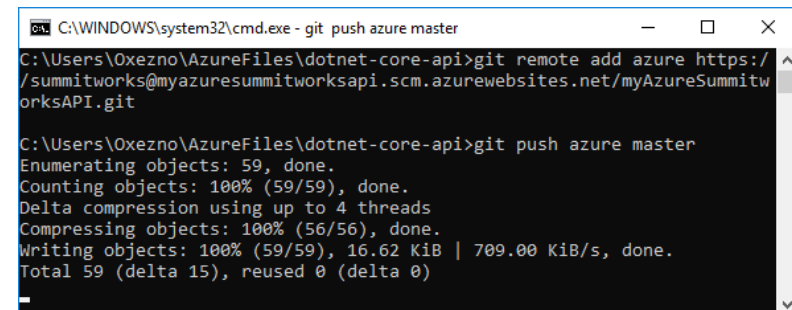 C:\WINDOWS\system32\cmd.exe - git  push azure master
C:\Users\Oxezno\AzureFiles\dotnet-core-api>git remote add azure https:/
/summitworks@myazuresummitworksapi.scm.azurewebsites.net/myAzureSummitw
orksAPI.git
C:\Users\Oxezno\AzureFiles\dotnet-core-api>git push azure master
Enumerating objects: 59, done.
Counting objects: 100% (59/59), done.
Delta compression using up to 4 threads
Compressing objects: 100% (56/56), done.
Writing objects: 100% (59/59), 16.62 KiB | 709.00 KiB/s, done.
Total 59 (delta 15), reused 0 (delta 0)